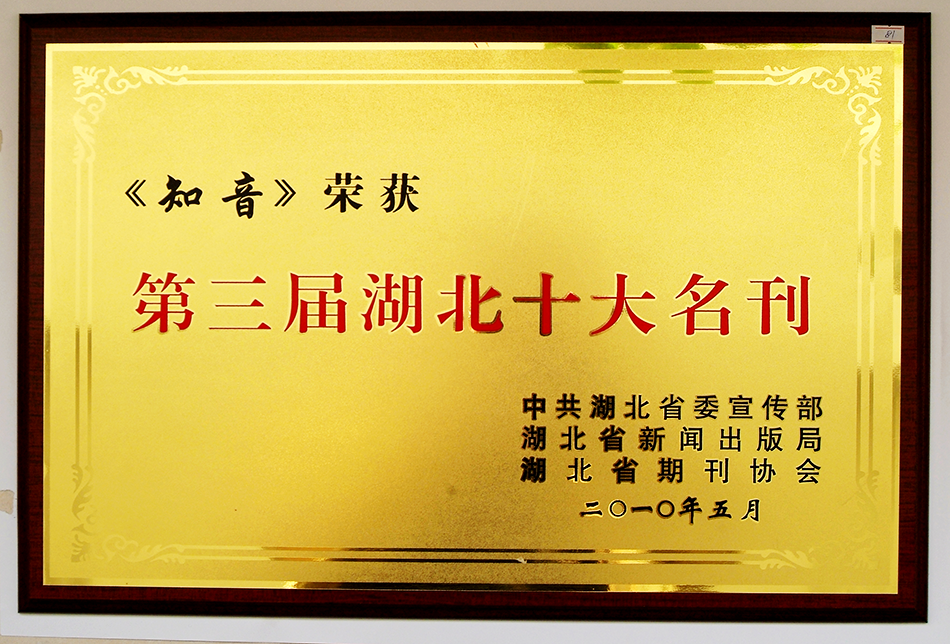 81
《知音》荣获
第三届湖北十大名刊
中共湖北省委宣传部
湖北省新闻出版局
湖北省期刊协会
二〇一〇年五月